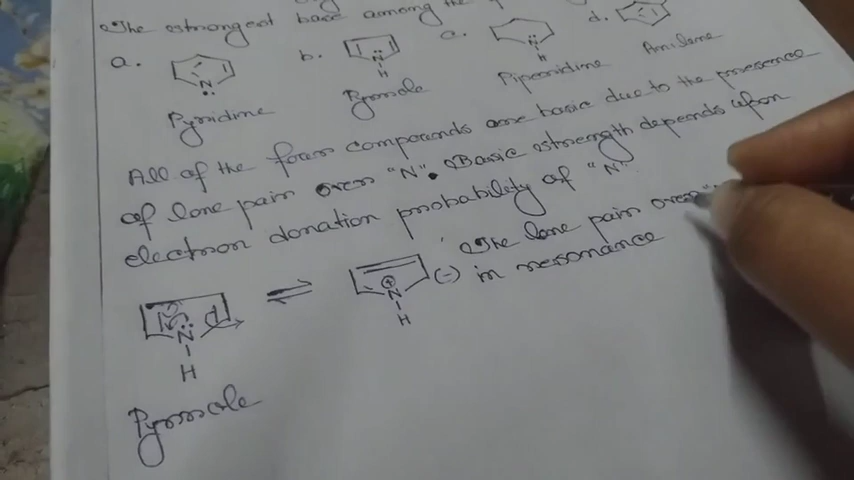 The strongest base among the
a. b. c. d.
N N H N H
Pyridine Pyrrole Piperidine Aniline
All of the four compounds are basic due to the presence
of lone pair over "N". Basic strength depends upon
electron donation probability of "N".
The lone pair over
N H N H (-) in resonance
Pyrrole